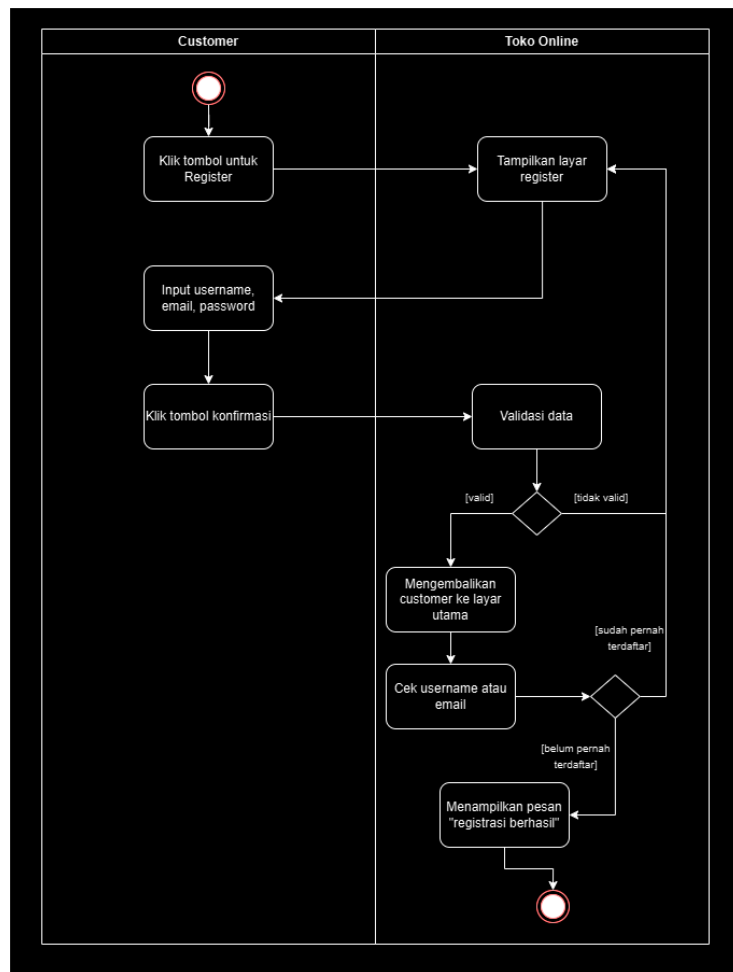 Customer
Toko Online
Klik tombol untuk
Register
Tampilkan layar
register
Input username,
email, password
Klik tombol konfirmasi
Validasi data
[valid]
[tidak valid]
Mengembalikan
customer ke layar
utama
[sudah pernah
terdaftar]
Cek username atau
email
[belum pernah
terdaftar]
Menampilkan pesan
"registrasi berhasil"